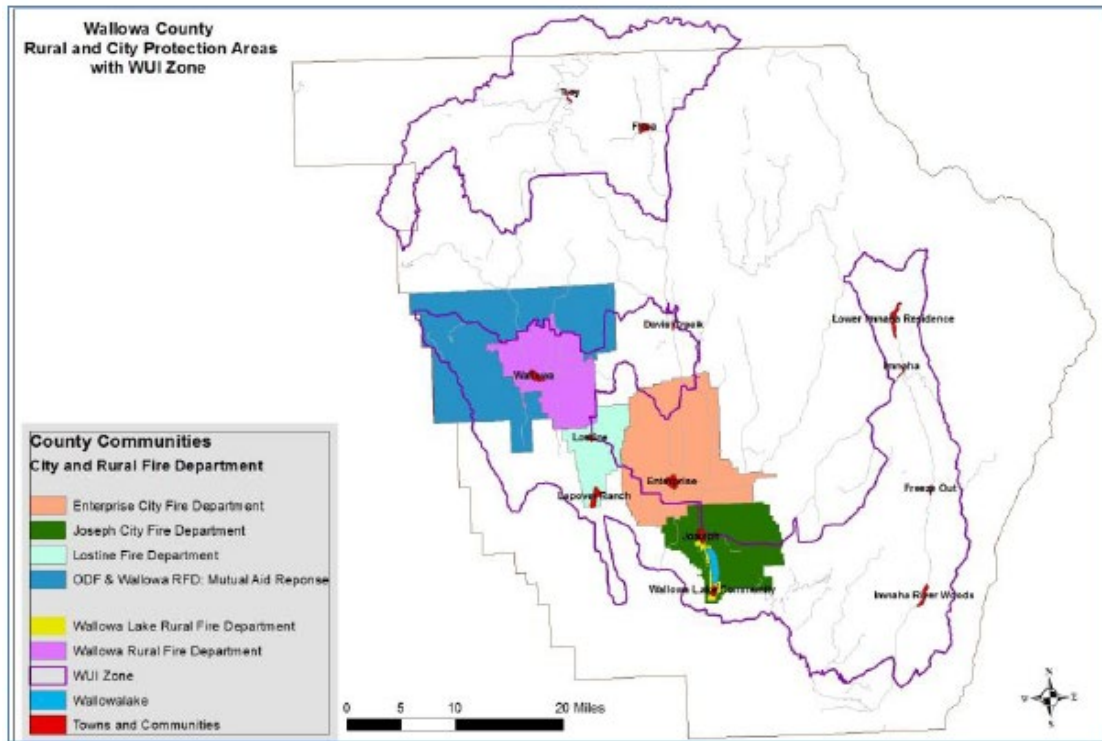 Wallowa County
Rural and City Protection Areas
with WUI Zone
Troy
Flora
Davis Creek
Lower Imnaha Residence
Imnaha
Wallowa
Lostine
Enterprise
Lapover Ranch
Freeze Out
Joseph
Wallowa Lake Community
Imnaha River Woods
County Communities
City and Rural Fire Department
Enterprise City Fire Department
Joseph City Fire Department
Lostine Fire Department
ODF & Wallowa RFD: Mutual Aid Reponse
Wallowa Lake Rural Fire Department
Wallowa Rural Fire Department
WUI Zone
Wallowalake
Towns and Communities
10 5 0 10 20 Miles
N
W E
S